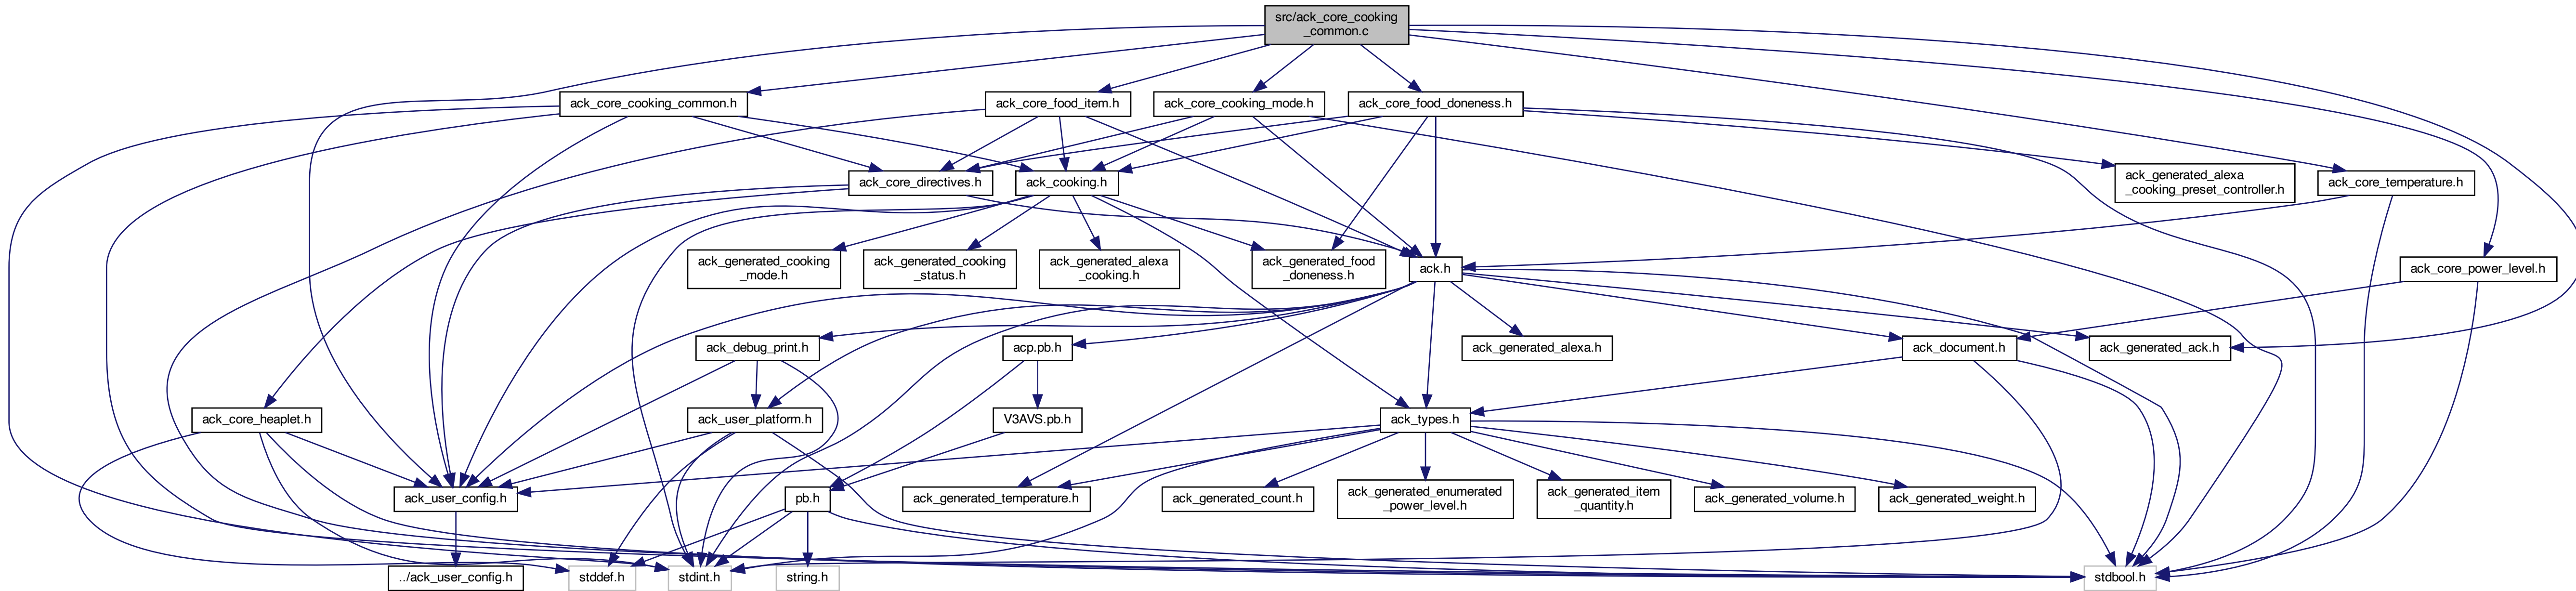 src/ack_core_cooking
_common.c
ack_core_cooking_common.h
ack_core_food_item.h
ack_core_cooking_mode.h
ack_core_food_doneness.h
ack_core_directives.h
ack_cooking.h
ack_generated_alexa
_cooking_preset_controller.h
ack_core_temperature.h
ack_generated_cooking
_mode.h
ack_generated_cooking
_status.h
ack_generated_alexa
_cooking.h
ack_generated_food
_doneness.h
ack.h
ack_core_power_level.h
ack_debug_print.h
acp.pb.h
ack_generated_alexa.h
ack_document.h
ack_generated_ack.h
ack_core_heaplet.h
ack_user_platform.h
V3AVS.pb.h
ack_types.h
ack_user_config.h
pb.h
ack_generated_temperature.h
ack_generated_count.h
ack_generated_enumerated
_power_level.h
ack_generated_item
_quantity.h
ack_generated_volume.h
ack_generated_weight.h
../ack_user_config.h
stddef.h
stdint.h
string.h
stdbool.h